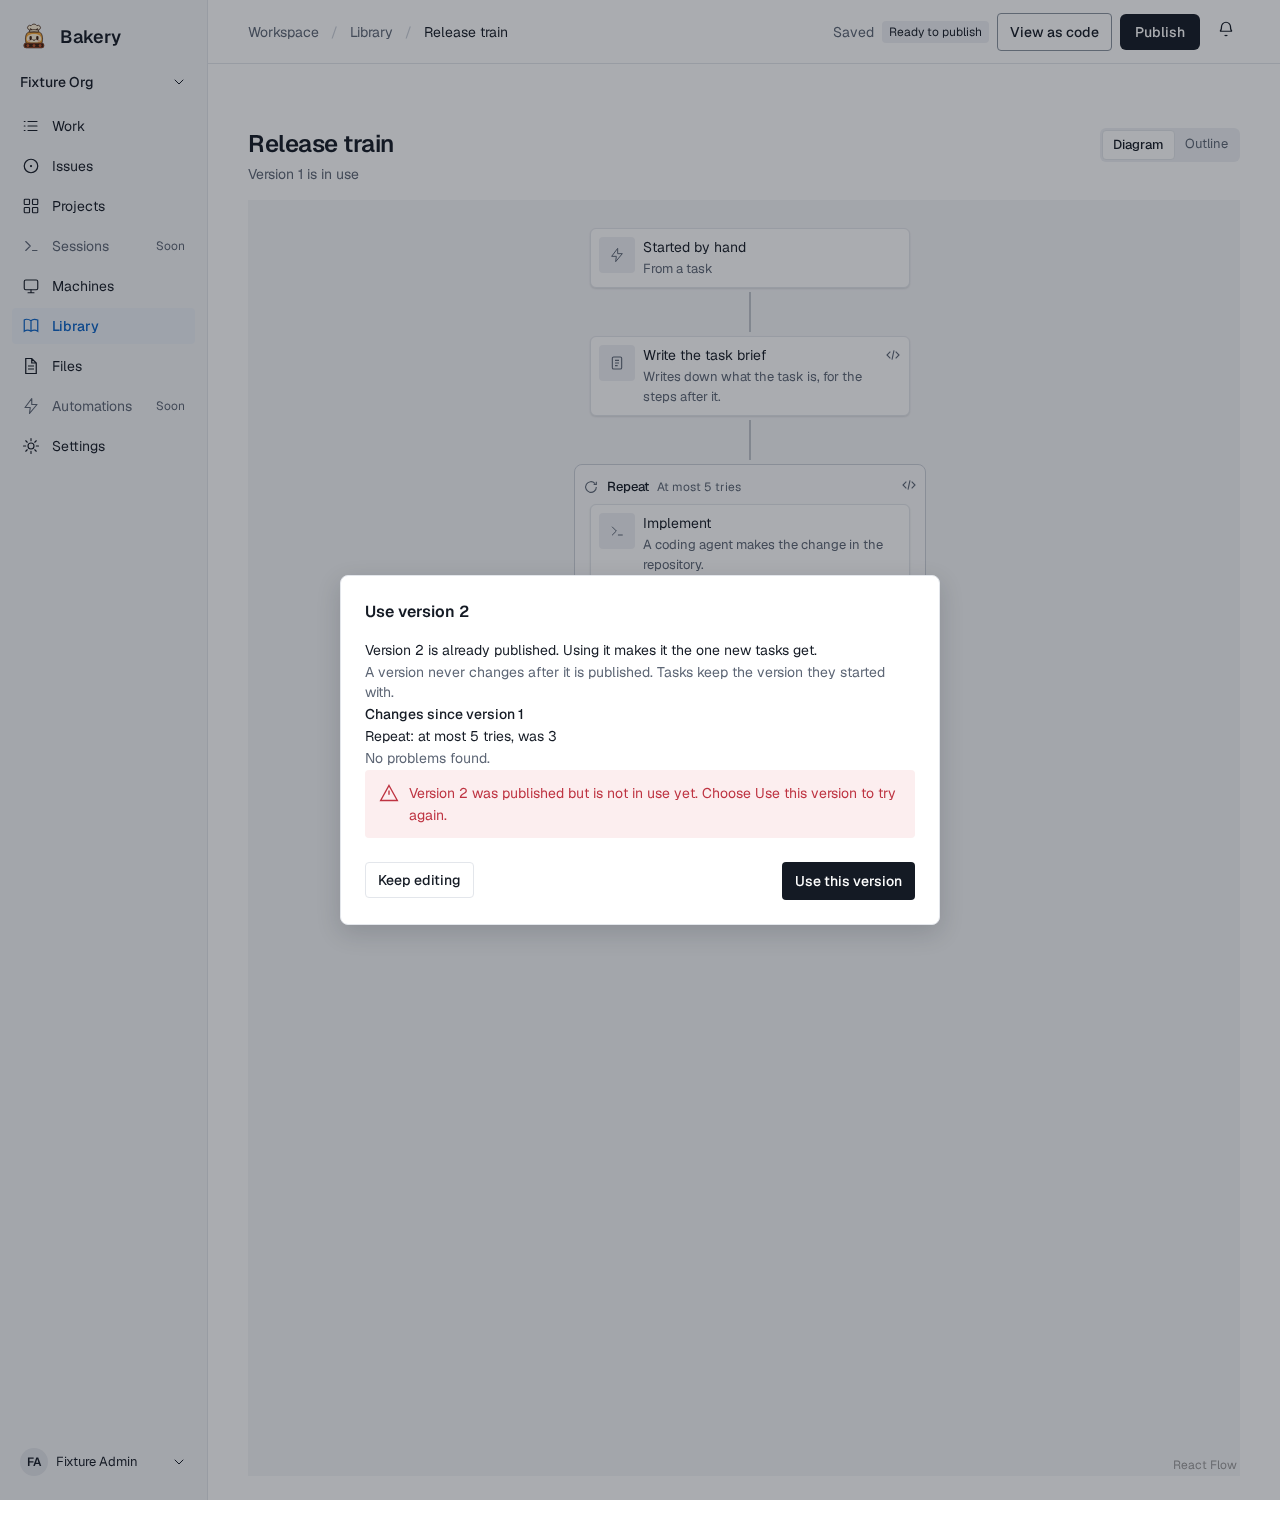 Bakery
Fixture Org
Work
Issues
Projects
Sessions Soon
Machines
Library
Files
Automations Soon
Settings
FA Fixture Admin
Workspace / Library / Release train
Saved Ready to publish View as code Publish
Release train
Version 1 is in use
Diagram Outline
Started by hand
From a task
Write the task brief
Writes down what the task is, for the
steps after it.
Repeat At most 5 tries
Implement
A coding agent makes the change in the
repository.
Use version 2
Version 2 is already published. Using it makes it the one new tasks get.
A version never changes after it is published. Tasks keep the version they started
with.
Changes since version 1
Repeat: at most 5 tries, was 3
No problems found.
Version 2 was published but is not in use yet. Choose Use this version to try
again.
Keep editing Use this version
React Flow